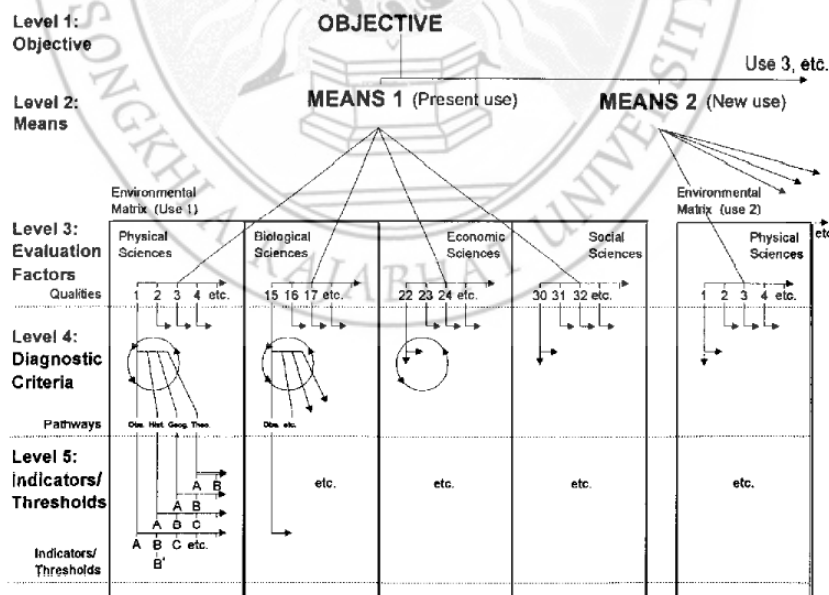 Level 1:
Objective
OBJECTIVE
Use 3, etc.
Level 2:
Means
MEANS 1 (Present use)
MEANS 2 (New use)
Environmental
Matrix (Use 1)
Environmental
Matrix (use 2)
etc
Level 3:
Evaluation
Factors
Qualities
Physical
Sciences
1 2 3 4 etc.
Biological
Sciences
15 16 17 etc.
Economic
Sciences
22 23 24 etc.
Social
Sciences
30 31 32 etc.
Physical
Sciences
1 2 3 4 etc.
Level 4:
Diagnostic
Criteria
Pathways
Obs. Hist. Geog. Theo.
Obs. etc.
Level 5:
Indicators/
Thresholds
A B
A B
A B C
A B C etc.
B'
etc.
etc.
etc.
etc.
Indicators/
Thresholds
SONGKHLA RAJABHAT UNIVERSITY